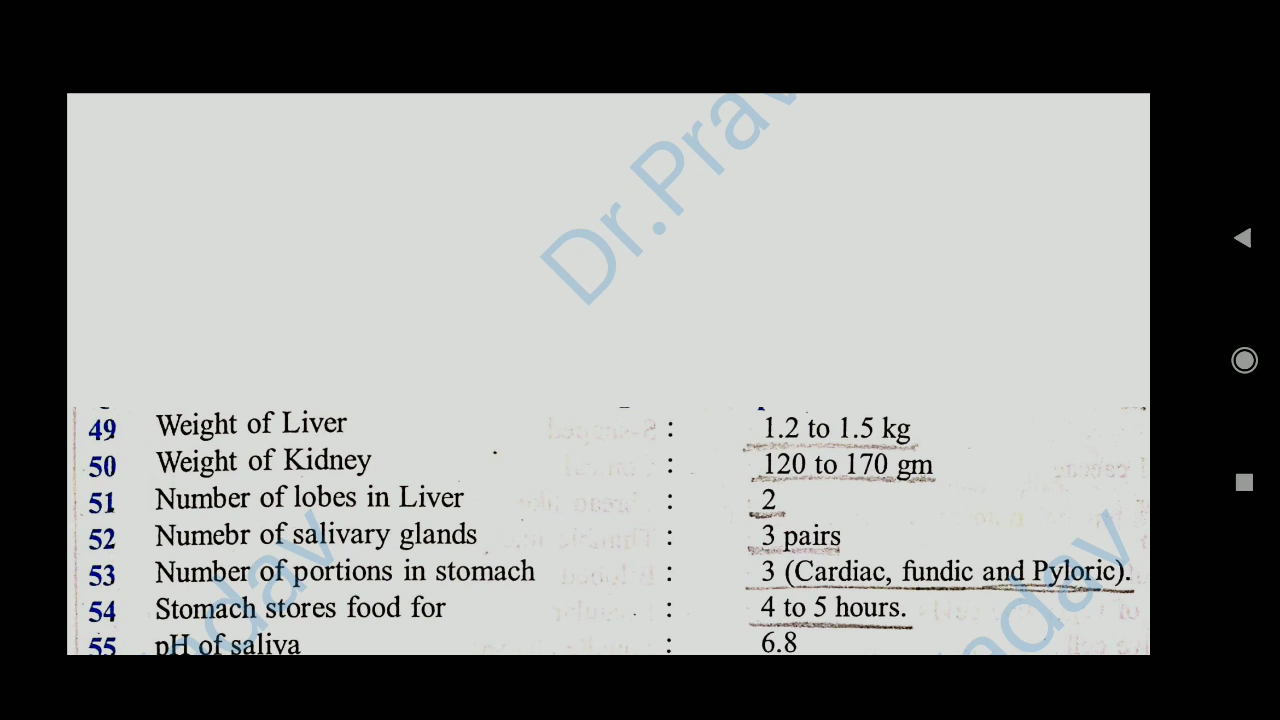 Dr.Prav
49 Weight of Liver : 1.2 to 1.5 kg
50 Weight of Kidney : 120 to 170 gm
51 Number of lobes in Liver : 2
52 Numebr of salivary glands : 3 pairs
53 Number of portions in stomach : 3 (Cardiac, fundic and Pyloric).
54 Stomach stores food for : 4 to 5 hours.
55 pH of saliva : 6.8
adav
adav